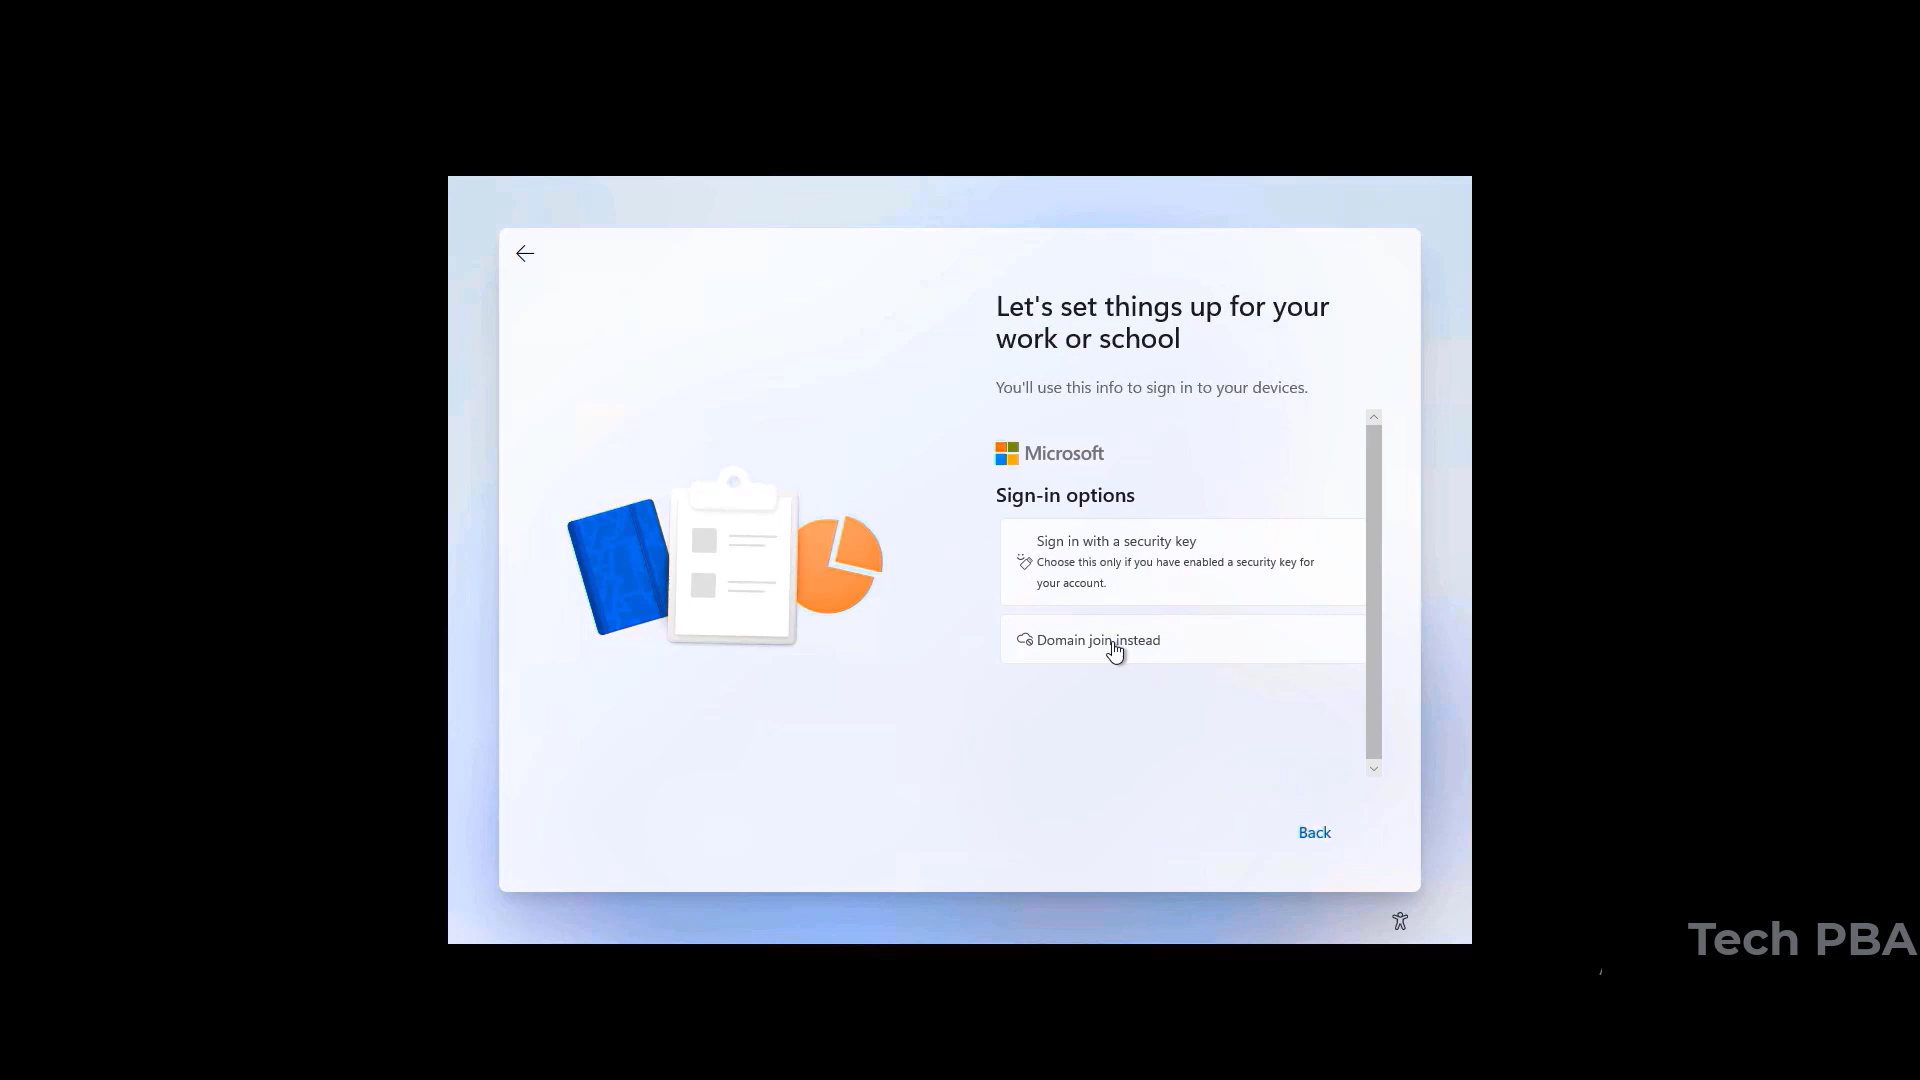 Let's set things up for your
work or school
You'll use this info to sign in to your devices.
Microsoft
Sign-in options
Sign in with a security key
Choose this only if you have enabled a security key for
your account.
Domain join instead
Back
Tech PBA